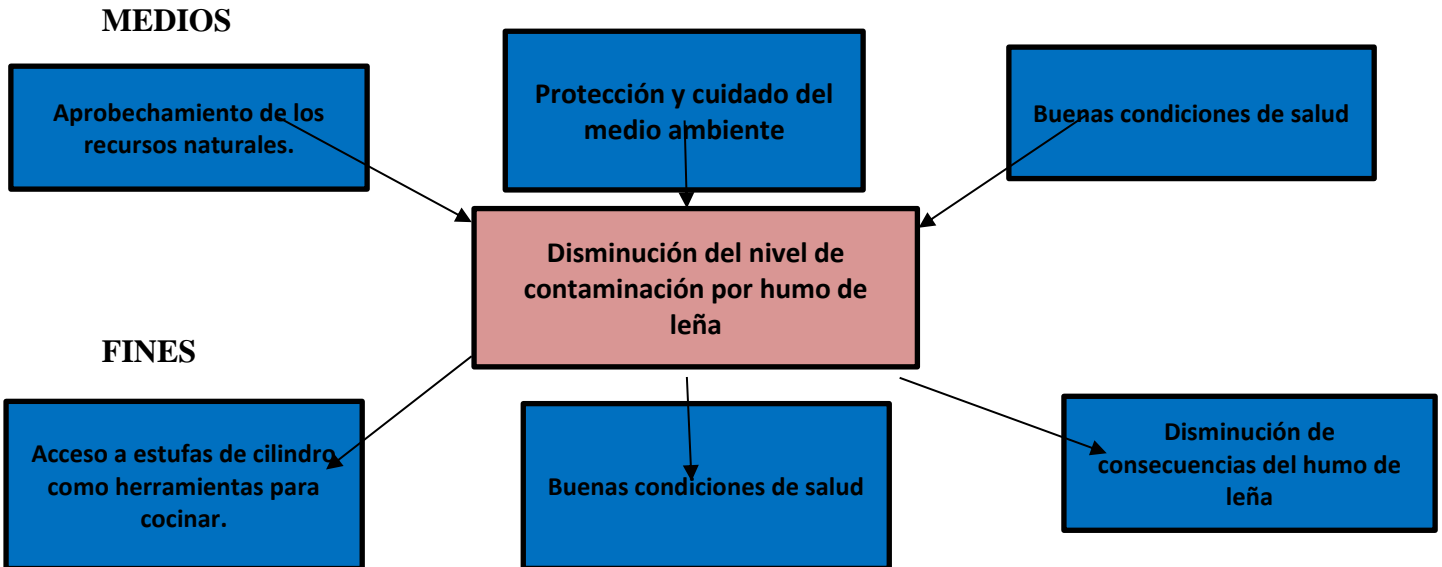 MEDIOS
Aprobechamiento de los
recursos naturales.
Protección y cuidado del
medio ambiente
Buenas condiciones de salud
Disminución del nivel de
contaminación por humo de
leña
FINES
Acceso a estufas de cilindro
como herramientas para
cocinar.
Buenas condiciones de salud
Disminución de
consecuencias del humo de
leña